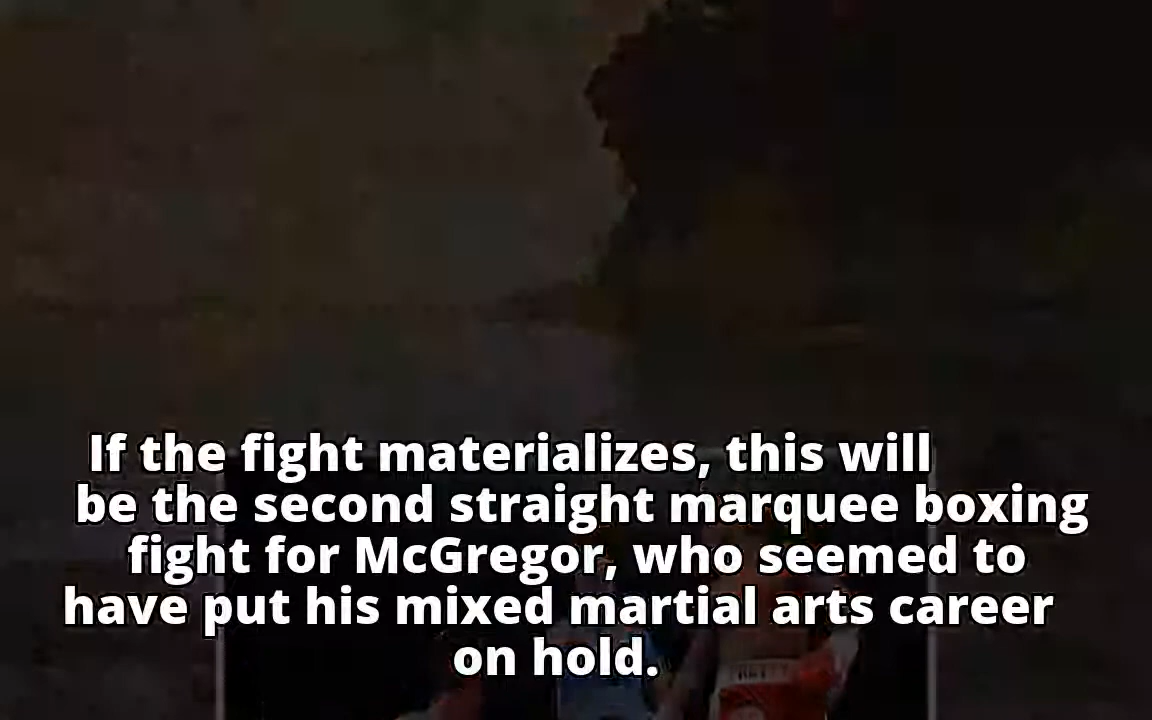 If the fight materializes, this will
be the second straight marquee boxing
fight for McGregor, who seemed to
have put his mixed martial arts career
on hold.